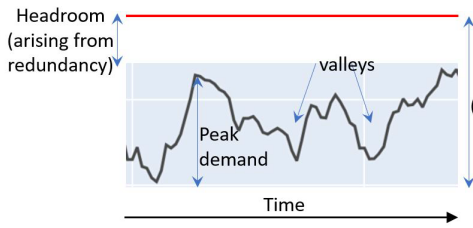 Headroom
(arising from
redundancy)
valleys
Peak
demand
Time